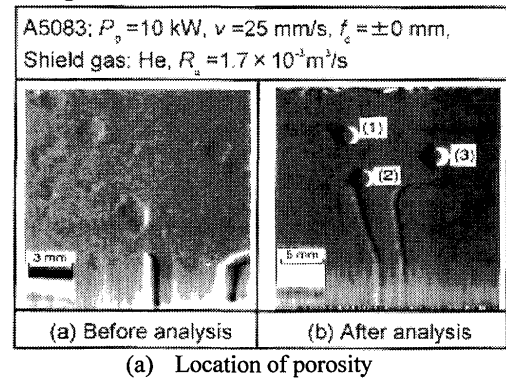 A5083; Pp=10 kW, v=25 mm/s, fd=±0 mm,
Shield gas: He, Ra=1.7 × 10⁻³m³/s
(1)
(3)
(2)
3 mm
5 mm
(a) Before analysis
(b) After analysis
(a) Location of porosity